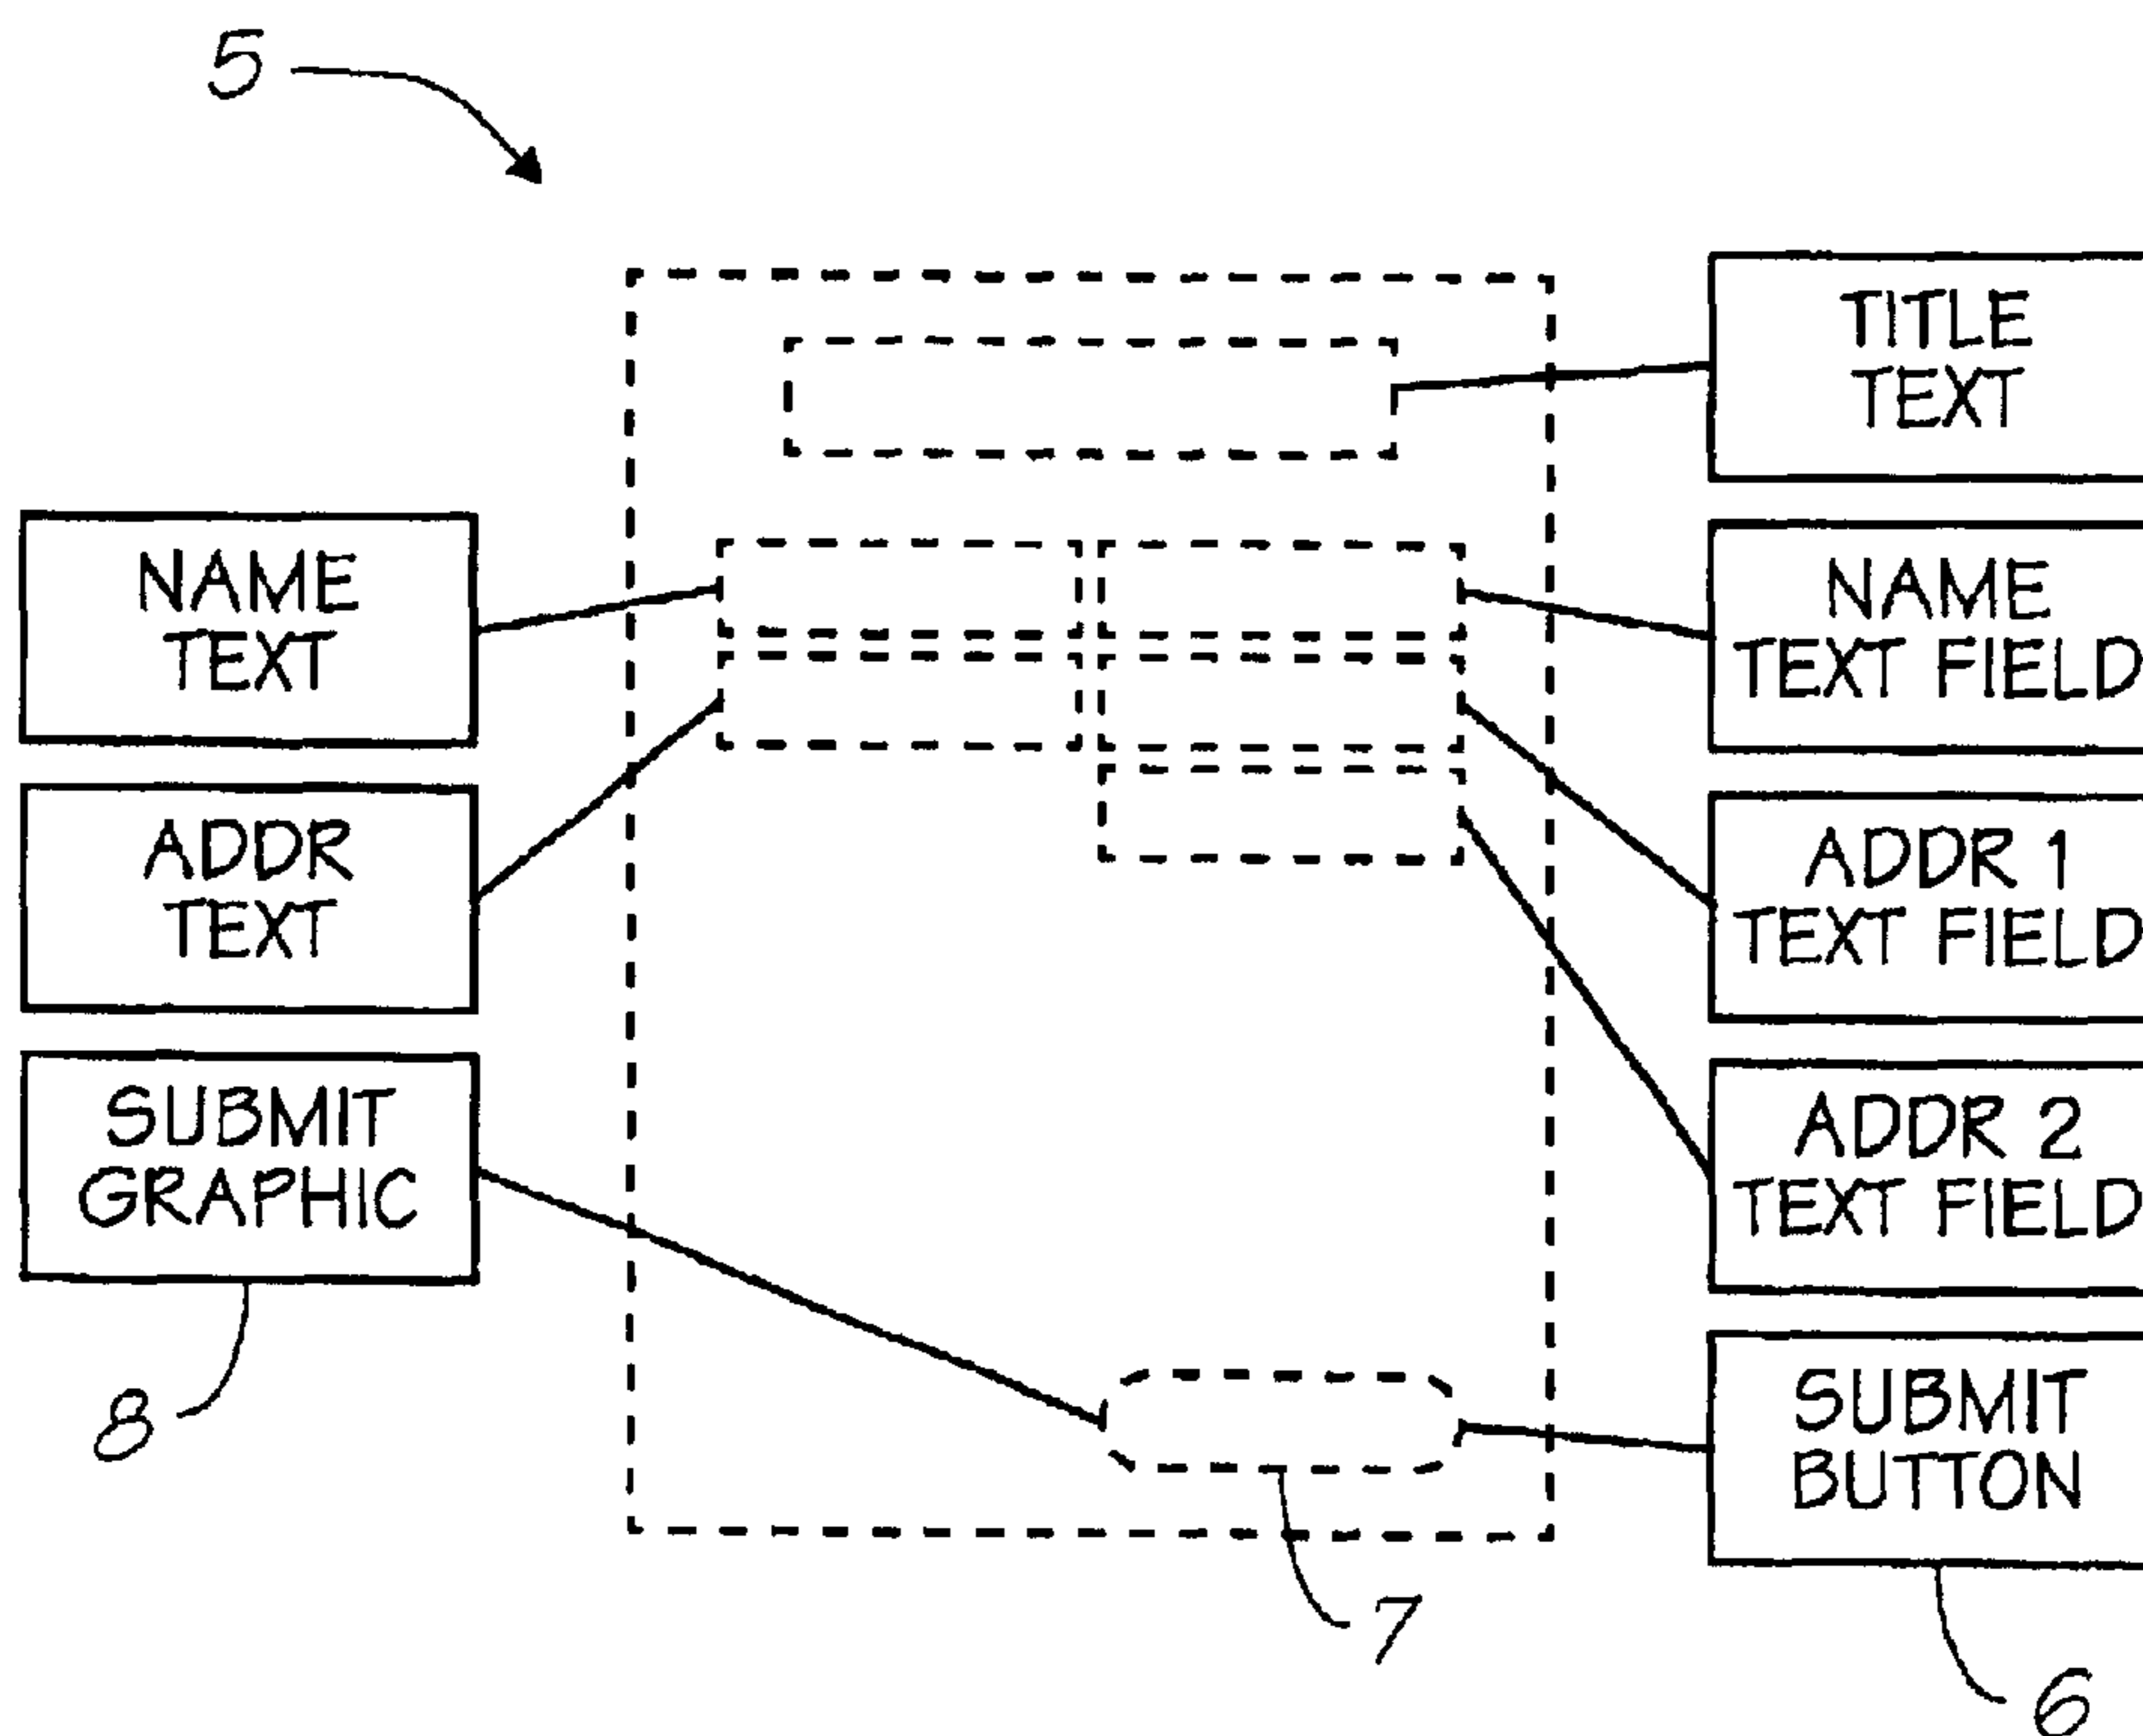 5
TITLE
TEXT
NAME
TEXT
NAME
TEXT FIELD
ADDR
TEXT
ADDR 1
TEXT FIELD
SUBMIT
GRAPHIC
ADDR 2
TEXT FIELD
8
SUBMIT
BUTTON
7
6